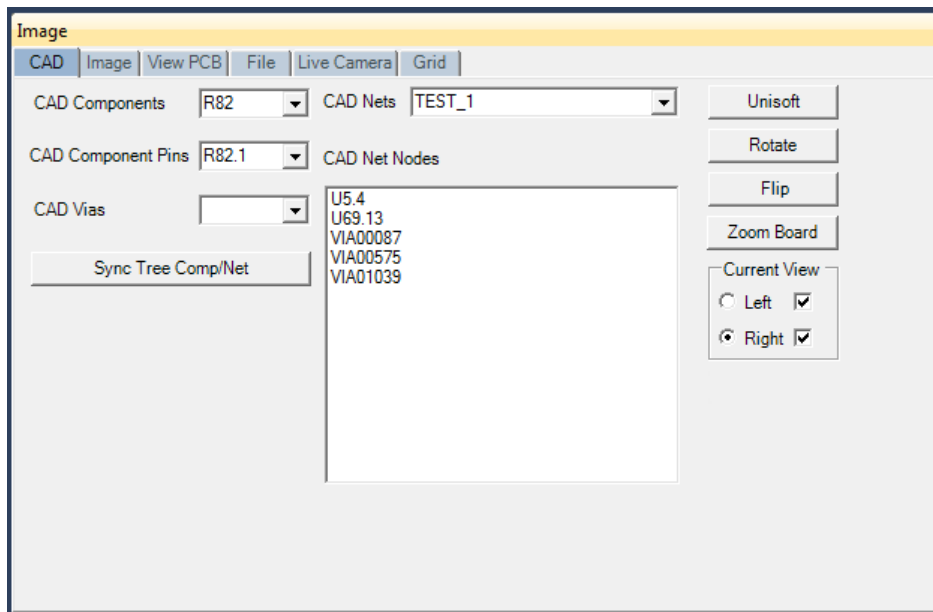 Image
CAD Image View PCB File Live Camera Grid
CAD Components R82 CAD Nets TEST_1 Unisoft
CAD Component Pins R82.1 CAD Net Nodes Rotate
Flip
U5.4
CAD Vias
U69.13
VIA00087 Zoom Board
VIA00575
Sync Tree Comp/Net Current View
VIA01039
Left
Right